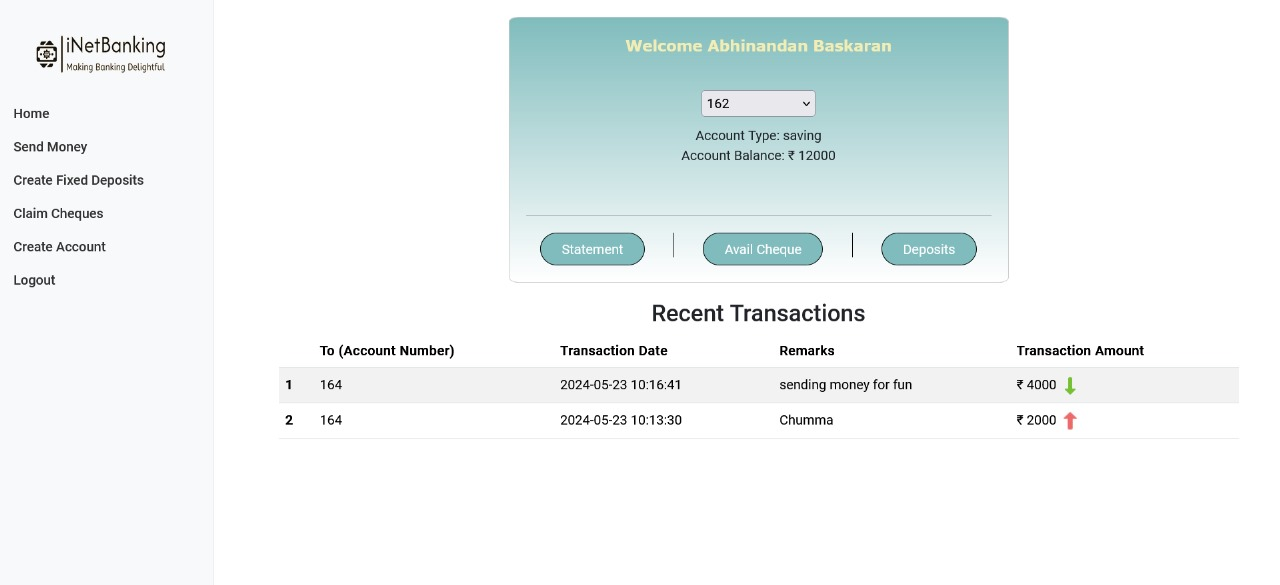 iNetBanking
Making Banking Delightful
Home
Send Money
Create Fixed Deposits
Claim Cheques
Create Account
Logout
Welcome Abhinandan Baskaran
162
Account Type: saving
Account Balance: ₹ 12000
Statement Avail Cheque Deposits
Recent Transactions
To (Account Number) Transaction Date Remarks Transaction Amount
1 164 2024-05-23 10:16:41 sending money for fun ₹ 4000
2 164 2024-05-23 10:13:30 Chumma ₹ 2000